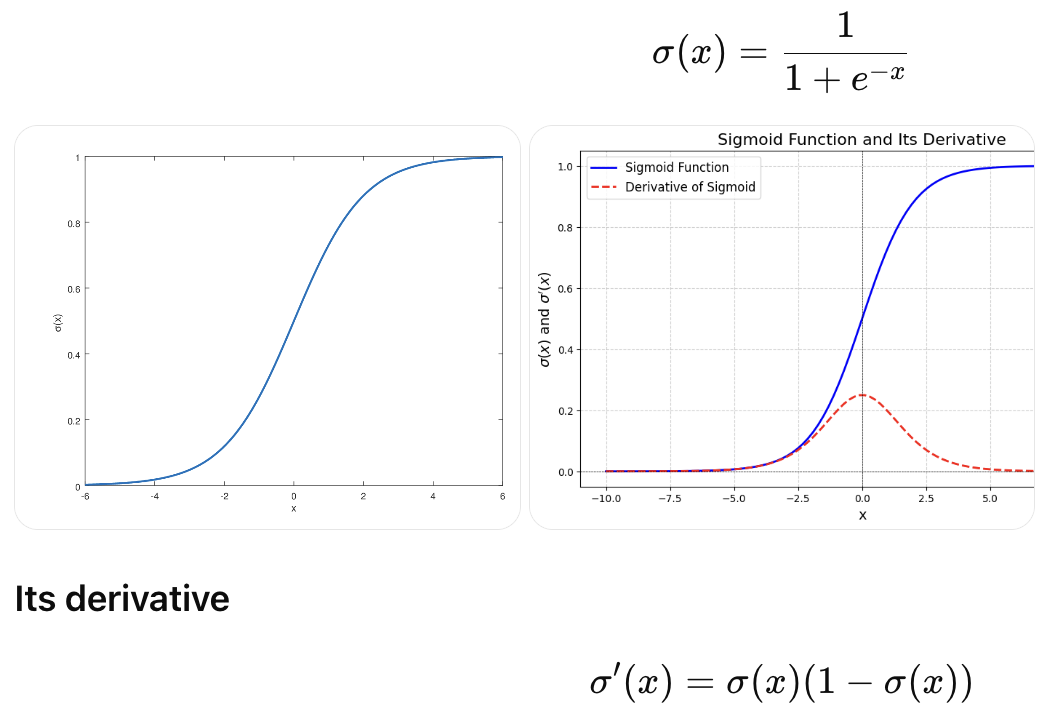 σ(x) = 1 / (1 + e^{−x})
1
0.8
0.6
σ(x)
0.4
0.2
0
-6 -4 -2 0 2 4 6
x
Sigmoid Function and Its Derivative
Sigmoid Function
Derivative of Sigmoid
1.0
0.8
0.6
σ(x) and σ′(x)
0.4
0.2
0.0
−10.0 −7.5 −5.0 −2.5 0.0 2.5 5.0
x
Its derivative
σ′(x) = σ(x)(1 − σ(x))